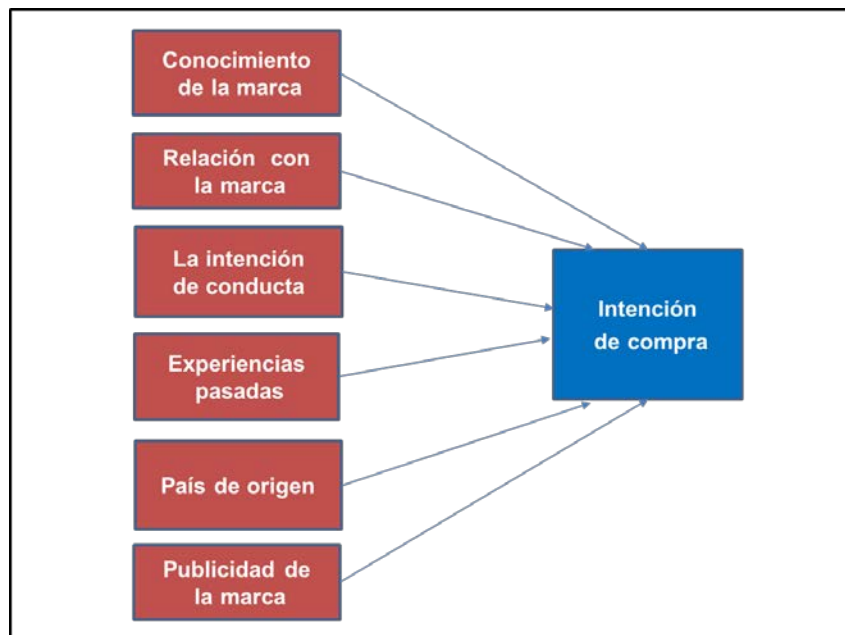 Conocimiento
de la marca
Relación con
la marca
La intención
de conducta
Experiencias
pasadas
País de origen
Publicidad de
la marca
Intención
de compra